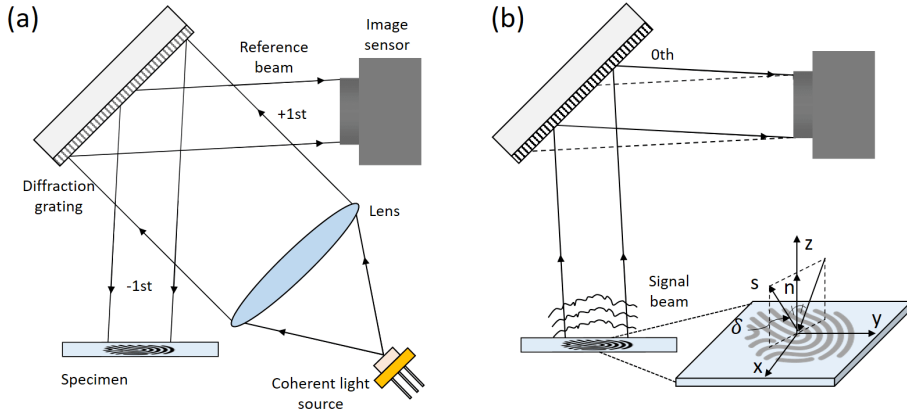 (a)
Image
sensor
Reference
beam
+1st
Diffraction
grating
Lens
-1st
Specimen
Coherent light
source
(b)
0th
Signal
beam
z
s
n
δ
y
x